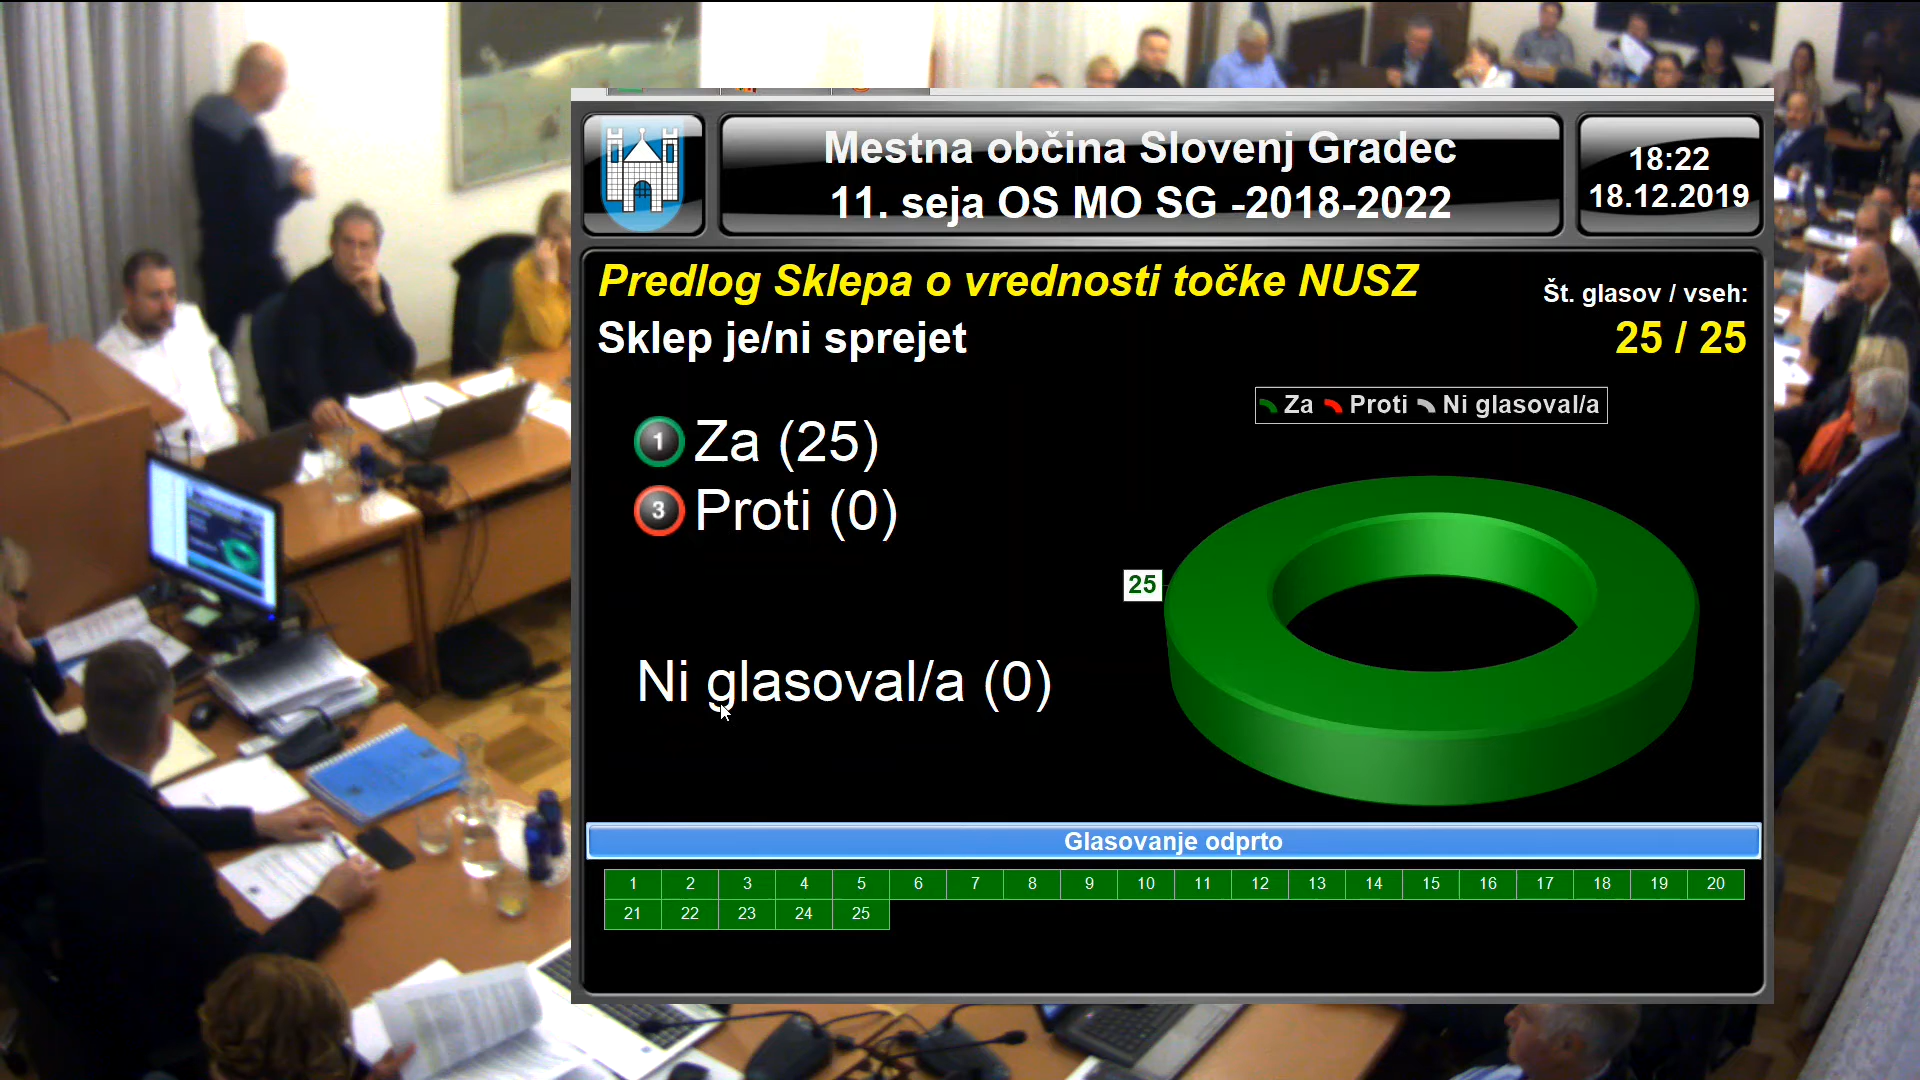 Mestna občina Slovenj Gradec
11. seja OS MO SG -2018-2022
18:22
18.12.2019
Predlog Sklepa o vrednosti točke NUSZ
Št. glasov / vseh:
Sklep je/ni sprejet
25 / 25
Za Proti Ni glasoval/a
1 Za (25)
3 Proti (0)
25
Ni glasoval/a (0)
Glasovanje odprto
1 2 3 4 5 6 7 8 9 10 11 12 13 14 15 16 17 18 19 20
21 22 23 24 25